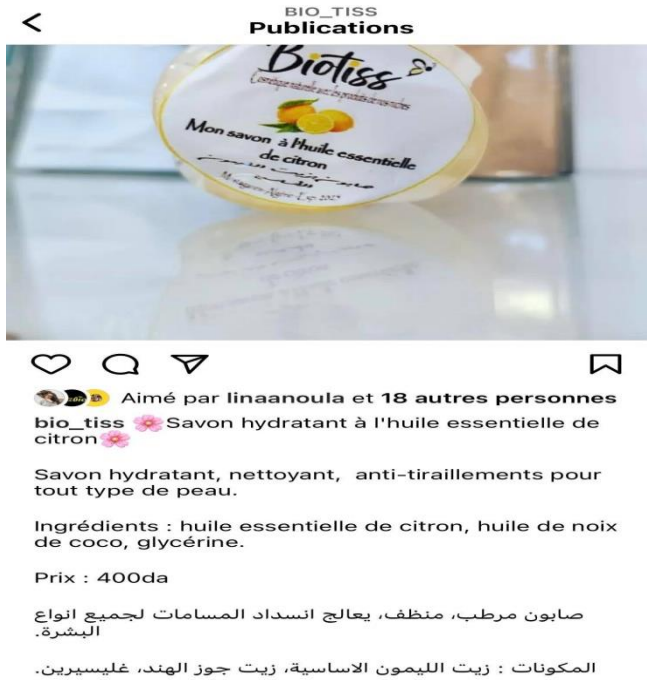 BIO_TISS
Publications
Biotiss
Mon savon à l'huile essentielle
de citron
Aimé par linaanoula et 18 autres personnes
bio_tiss 🌸Savon hydratant à l'huile essentielle de
citron🌸
Savon hydratant, nettoyant, anti-tiraillements pour
tout type de peau.
Ingrédients : huile essentielle de citron, huile de noix
de coco, glycérine.
Prix : 400da
صابون مرطب، منظف، يعالج انسداد المسامات لجميع انواع
البشرة.
المكونات : زيت الليمون الاساسية، زيت جوز الهند، غليسيرين.